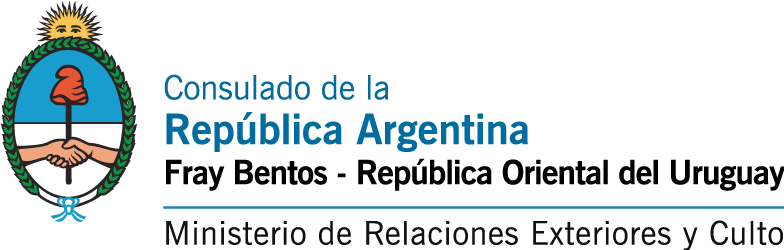 Consulado de la
República Argentina
Fray Bentos - República Oriental del Uruguay
Ministerio de Relaciones Exteriores y Culto